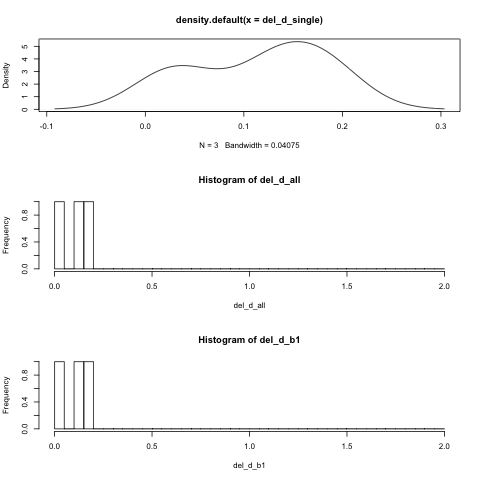 density.default(x = del_d_single)
Density
0 1 2 3 4 5
-0.1 0.0 0.1 0.2 0.3
N = 3 Bandwidth = 0.04075
Histogram of del_d_all
Frequency
0.0 0.4 0.8
0.0 0.5 1.0 1.5 2.0
del_d_all
Histogram of del_d_b1
Frequency
0.0 0.4 0.8
0.0 0.5 1.0 1.5 2.0
del_d_b1